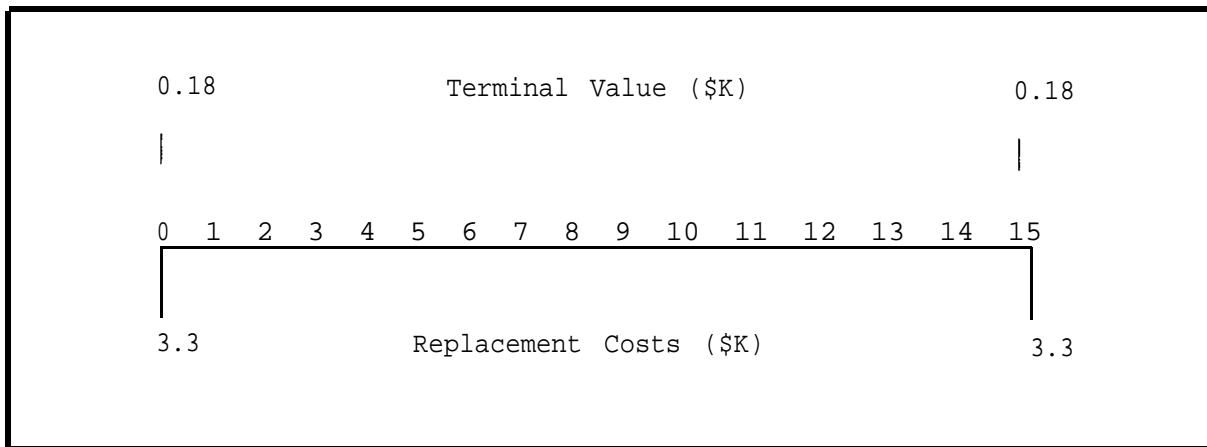 0.18 Terminal Value ($K) 0.18
0 1 2 3 4 5 6 7 8 9 10 11 12 13 14 15
3.3 Replacement Costs ($K) 3.3